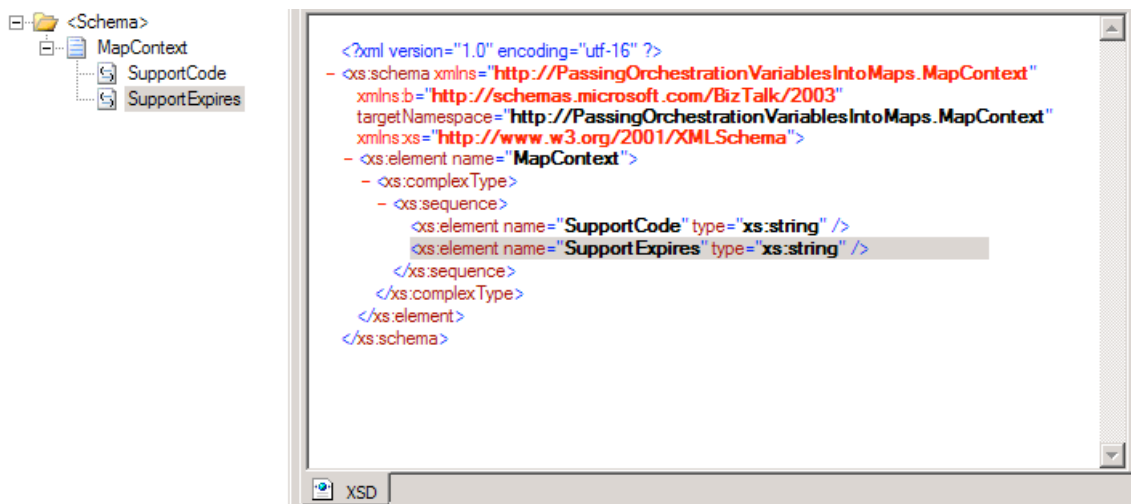 <Schema>
MapContext
SupportCode
SupportExpires
<?xml version="1.0" encoding="utf-16" ?>
- <xs:schema xmlns="http://PassingOrchestrationVariablesIntoMaps.MapContext"
xmlns:b="http://schemas.microsoft.com/BizTalk/2003"
targetNamespace="http://PassingOrchestrationVariablesIntoMaps.MapContext"
xmlns:xs="http://www.w3.org/2001/XMLSchema">
- <xs:element name="MapContext">
- <xs:complexType>
- <xs:sequence>
<xs:element name="SupportCode" type="xs:string" />
<xs:element name="SupportExpires" type="xs:string" />
</xs:sequence>
</xs:complexType>
</xs:element>
</xs:schema>
XSD